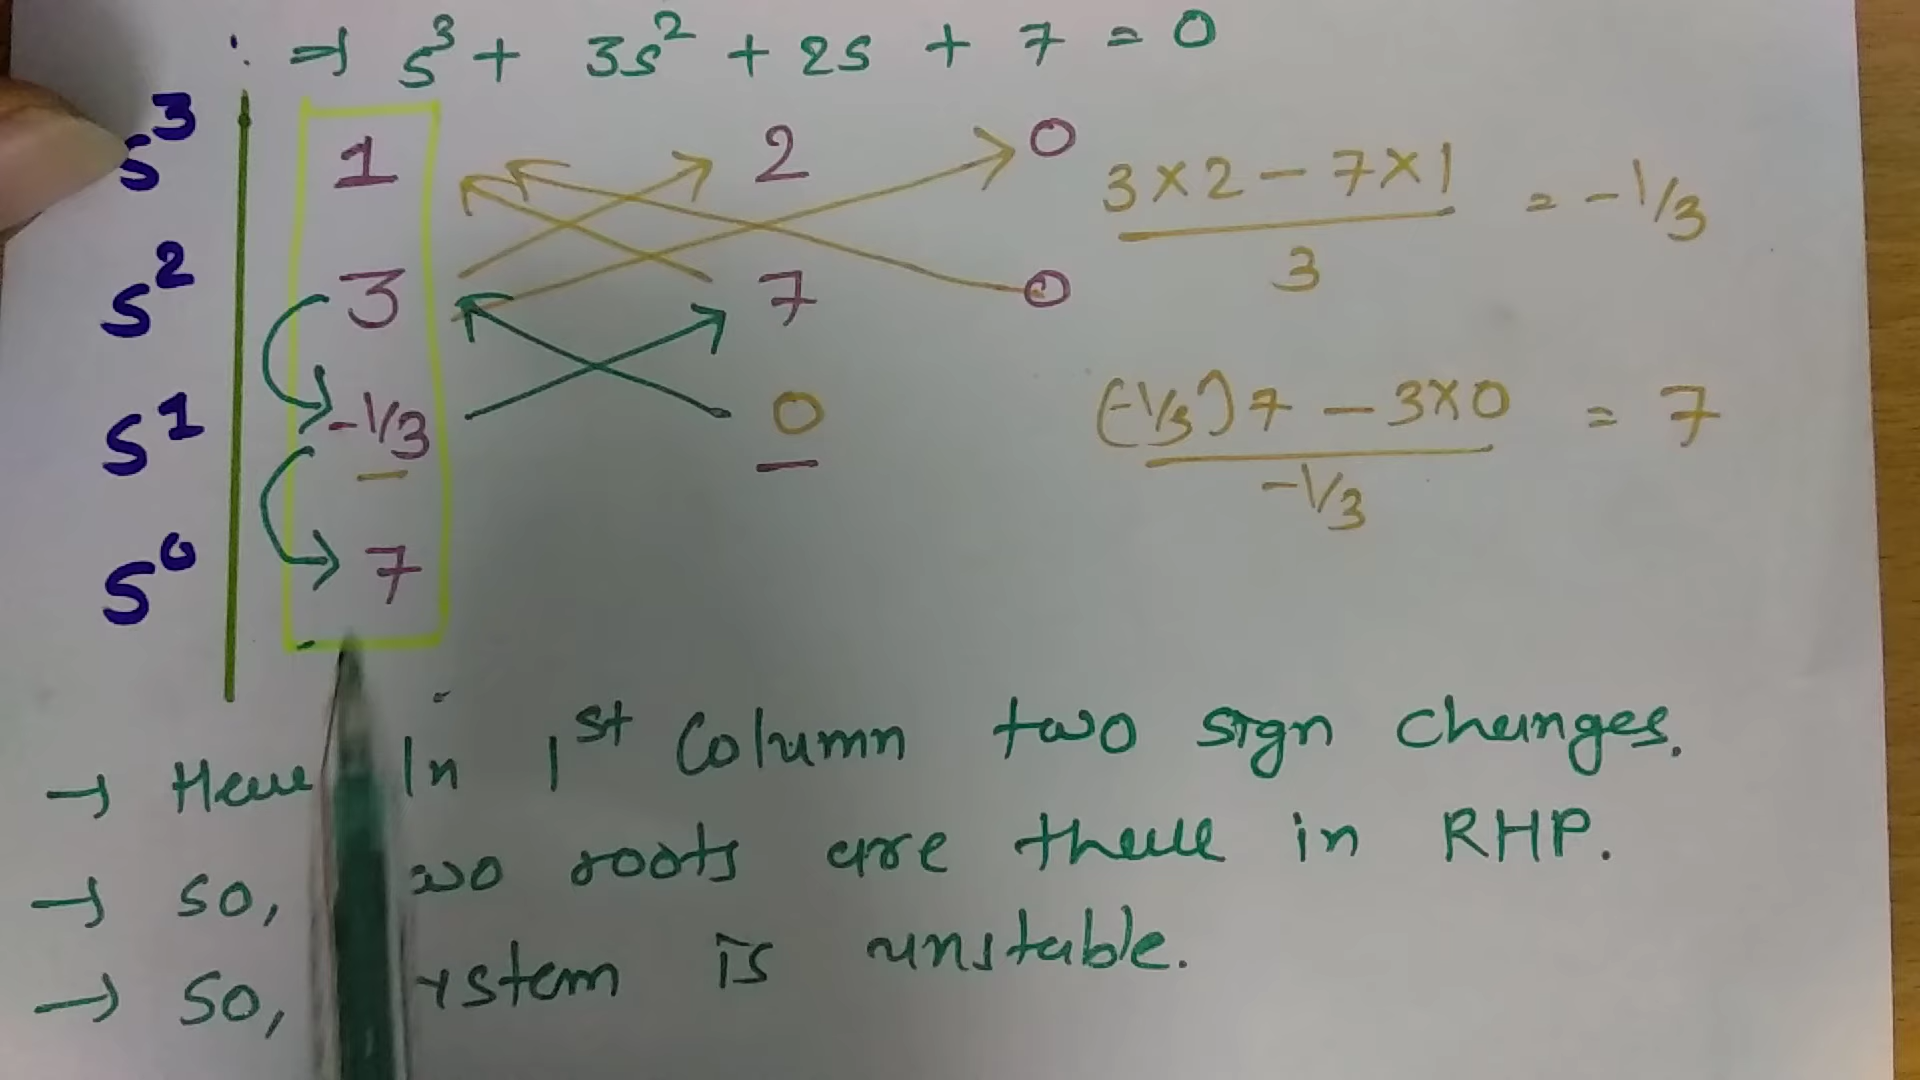 ⇒ s³ + 3s² + 2s + 7 = 0
s³ 1 2 0
s² 3 7 0
s¹ -1/3 0
s⁰ 7
3×2 - 7×1 / 3 = -1/3
(-1/3)7 - 3×0 / -1/3 = 7
→ Here In 1st Column two sign changes.
→ so, roots are there in RHP.
→ so, is unstable.